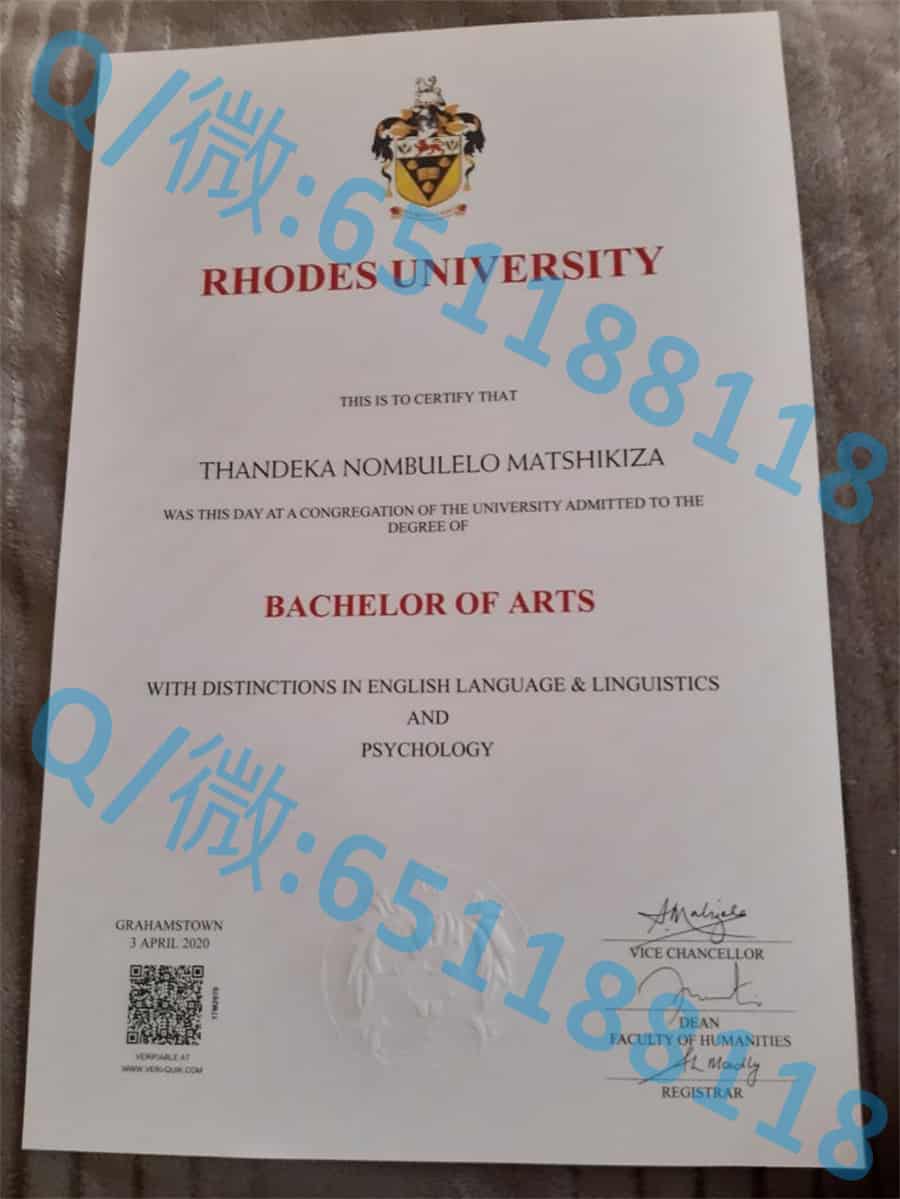 Q/微:651188118
RHODES UNIVERSITY
THIS IS TO CERTIFY THAT
THANDEKA NOMBULELO MATSHIKIZA
WAS THIS DAY AT A CONGREGATION OF THE UNIVERSITY ADMITTED TO THE
DEGREE OF
BACHELOR OF ARTS
WITH DISTINCTIONS IN ENGLISH LANGUAGE & LINGUISTICS
AND
PSYCHOLOGY
Q/微:651188118
GRAHAMSTOWN
3 APRIL 2020
VERIFIABLE AT
WWW.VERI-QUIK.COM
VICE CHANCELLOR
DEAN
FACULTY OF HUMANITIES
REGISTRAR